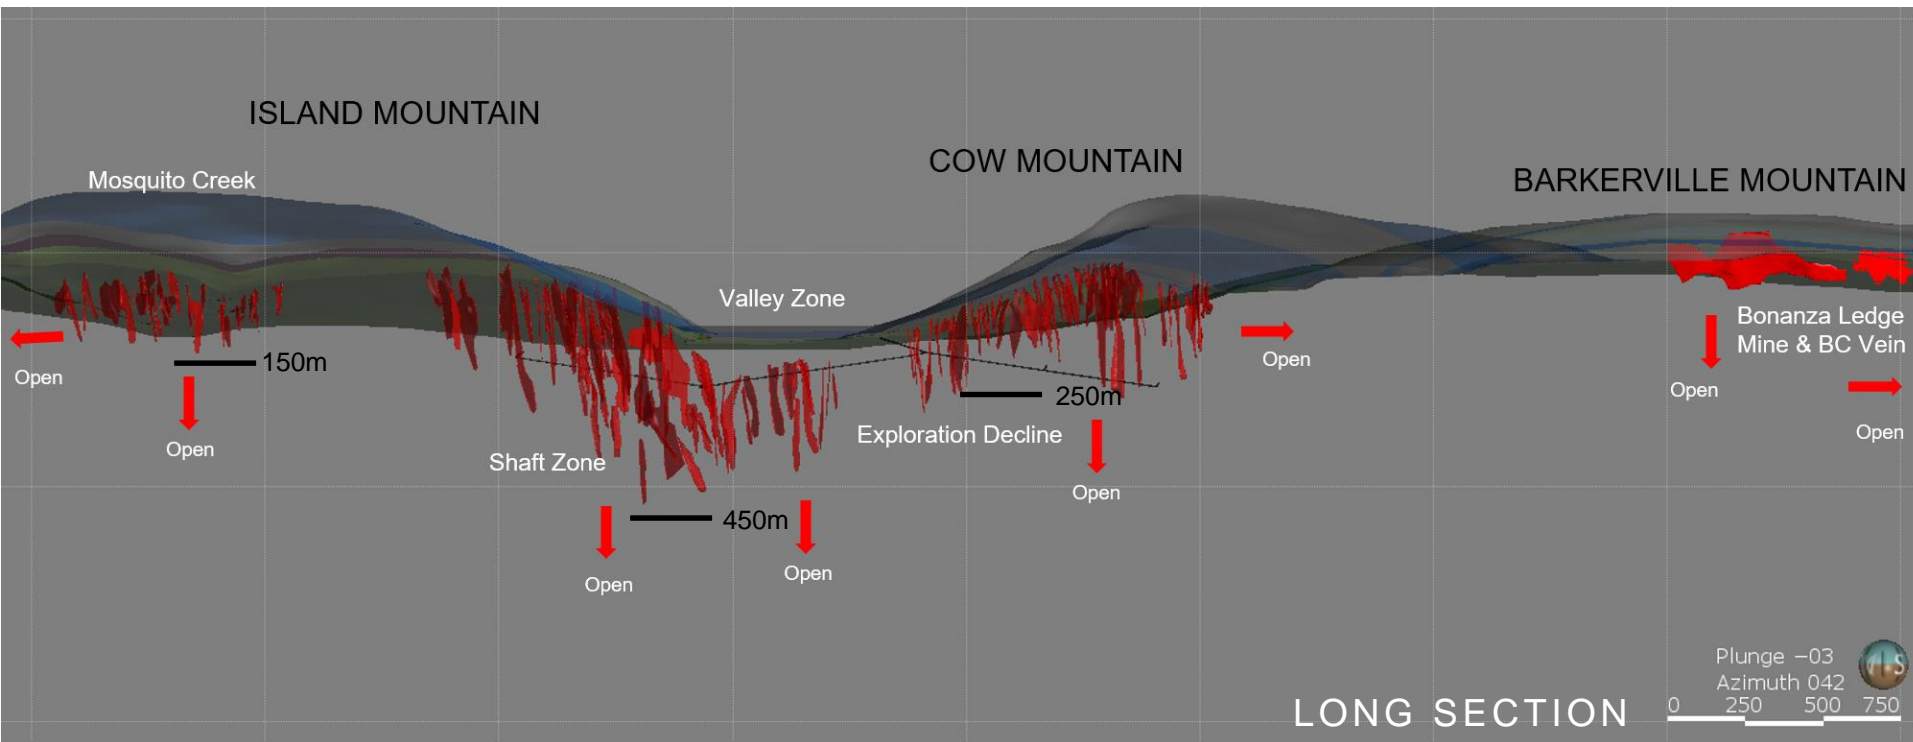 ISLAND MOUNTAIN
COW MOUNTAIN
BARKERVILLE MOUNTAIN
Mosquito Creek
Valley Zone
Bonanza Ledge
Mine & BC Vein
Open
150m
Open
Open
250m
Open
Open
Open
Exploration Decline
Shaft Zone
Open
450m
Open
Open
Plunge −03
Azimuth 042
LONG SECTION
0 250 500 750